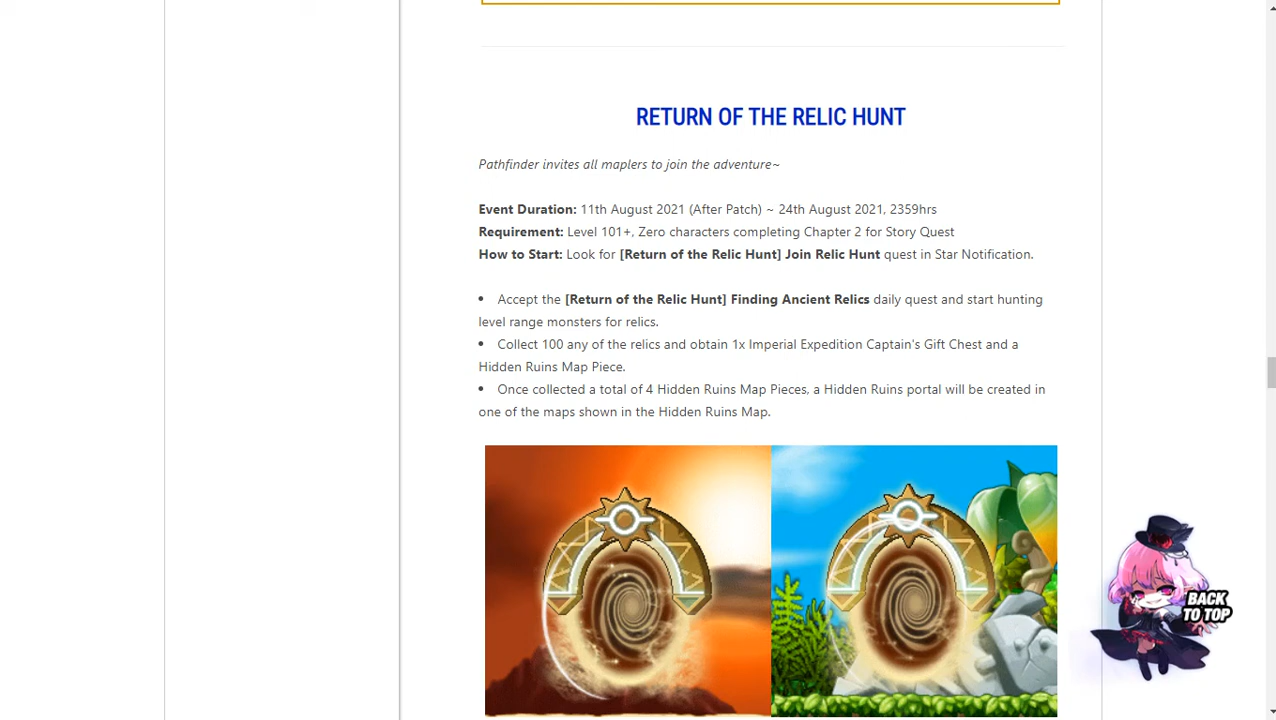 RETURN OF THE RELIC HUNT
Pathfinder invites all maplers to join the adventure~
Event Duration: 11th August 2021 (After Patch) ~ 24th August 2021, 2359hrs
Requirement: Level 101+, Zero characters completing Chapter 2 for Story Quest
How to Start: Look for [Return of the Relic Hunt] Join Relic Hunt quest in Star Notification.
• Accept the [Return of the Relic Hunt] Finding Ancient Relics daily quest and start hunting
level range monsters for relics.
• Collect 100 any of the relics and obtain 1x Imperial Expedition Captain's Gift Chest and a
Hidden Ruins Map Piece.
• Once collected a total of 4 Hidden Ruins Map Pieces, a Hidden Ruins portal will be created in
one of the maps shown in the Hidden Ruins Map.
BACK
TO TOP